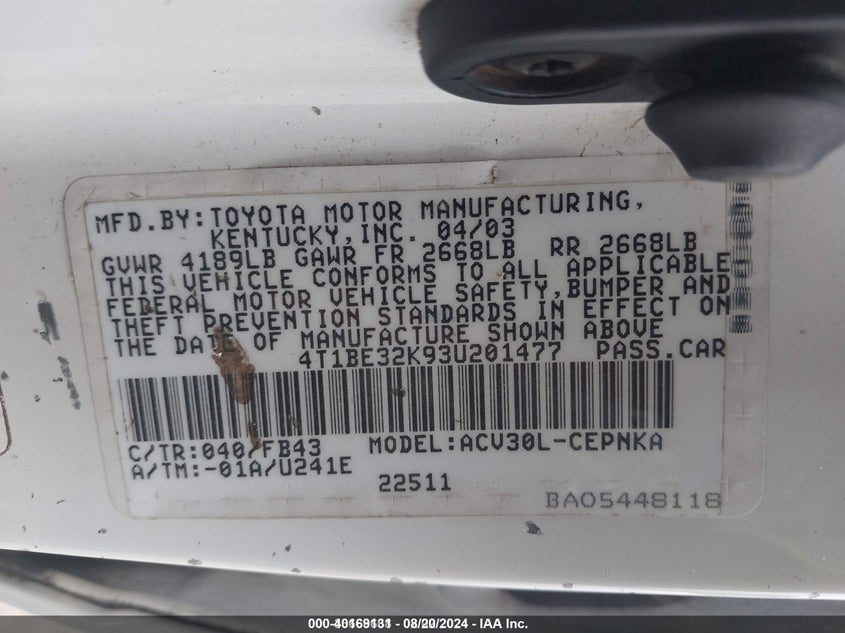 MFD.BY:TOYOTA MOTOR MANUFACTURING,
KENTUCKY,INC. 04/03
GVWR 4189LB GAWR FR 2668LB RR 2668LB
THIS VEHICLE CONFORMS TO ALL APPLICABLE
FEDERAL MOTOR VEHICLE SAFETY,BUMPER AND
THEFT PREVENTION STANDARDS IN EFFECT ON
THE DATE OF MANUFACTURE SHOWN ABOVE
4T1BE32K93U201477 PASS.CAR
C/TR:040/FB43 MODEL:ACV30L-CEPNKA
A/TM:-01A/U241E
22511
BA05448118
000-40169131 - 08/20/2024 - ACV Inc.